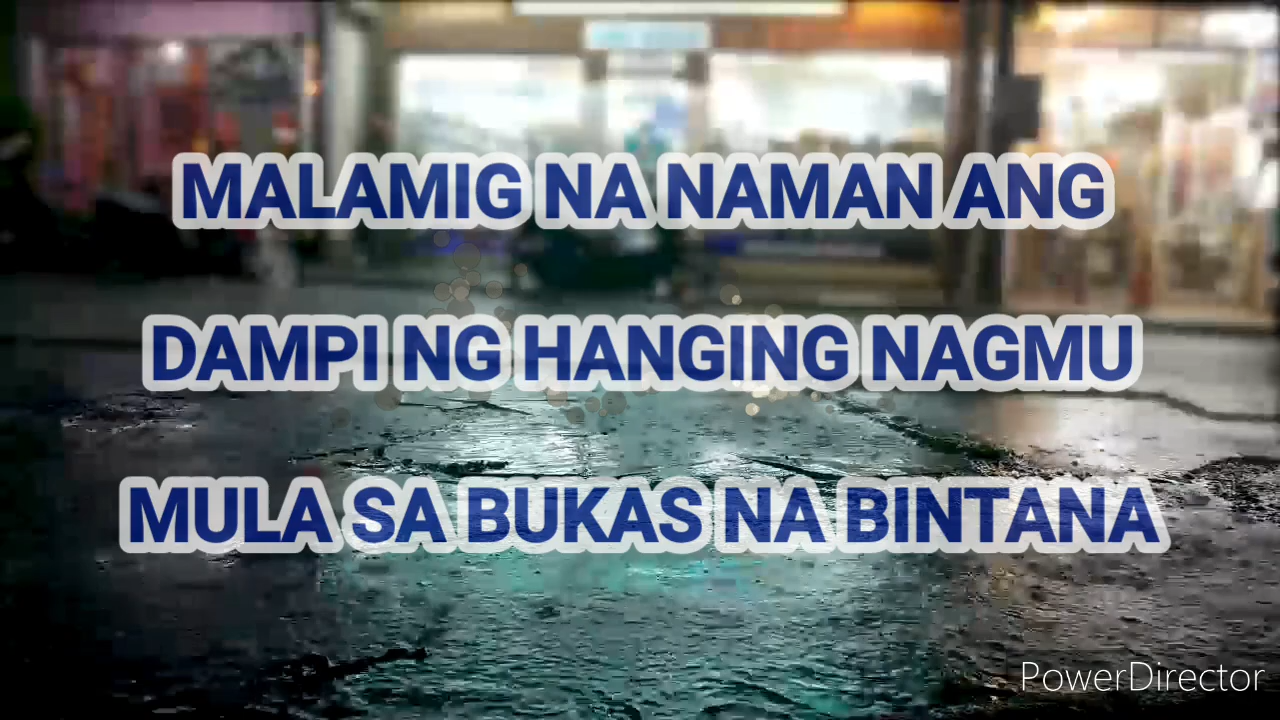 MALAMIG NA NAMAN ANG
DAMPI NG HANGING NAGMU
MULA SA BUKAS NA BINTANA
PowerDirector